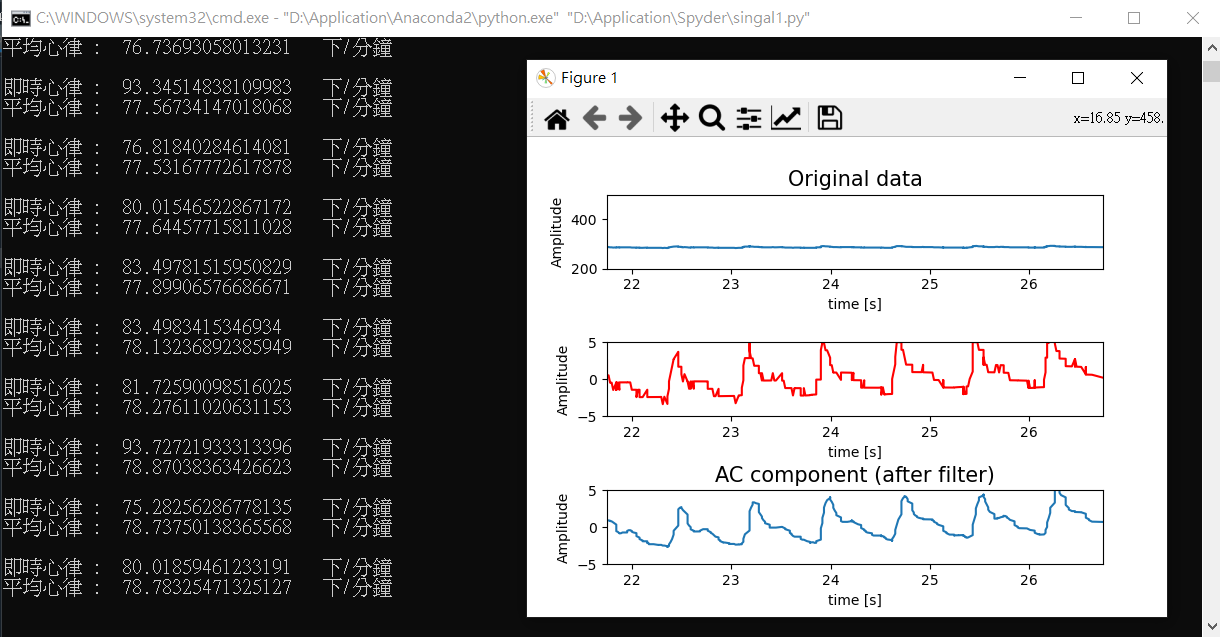 C:\WINDOWS\system32\cmd.exe - "D:\Application\Anaconda2\python.exe" "D:\Application\Spyder\singal1.py"
平均心律 : 76.73693058013231 下/分鐘
即時心律 : 93.34514838109983 下/分鐘
平均心律 : 77.56734147018068 下/分鐘
即時心律 : 76.81840284614081 下/分鐘
平均心律 : 77.53167772617878 下/分鐘
即時心律 : 80.01546522867172 下/分鐘
平均心律 : 77.64457715811028 下/分鐘
即時心律 : 83.49781515950829 下/分鐘
平均心律 : 77.89906576686671 下/分鐘
即時心律 : 83.4983415346934 下/分鐘
平均心律 : 78.13236892385949 下/分鐘
即時心律 : 81.72590098516025 下/分鐘
平均心律 : 78.27611020631153 下/分鐘
即時心律 : 93.72721933313396 下/分鐘
平均心律 : 78.87038363426623 下/分鐘
即時心律 : 75.28256286778135 下/分鐘
平均心律 : 78.73750138365568 下/分鐘
即時心律 : 80.01859461233191 下/分鐘
平均心律 : 78.78325471325127 下/分鐘
Figure 1
x=16.85 y=458.
Original data
Amplitude
400
200
22 23 24 25 26
time [s]
Amplitude
5
0
−5
22 23 24 25 26
time [s]
AC component (after filter)
Amplitude
5
0
−5
22 23 24 25 26
time [s]